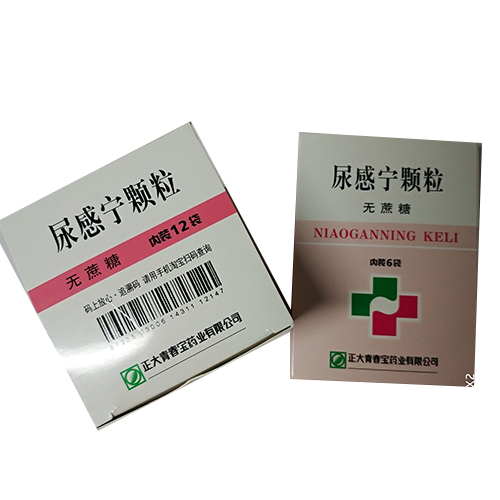 尿感宁颗粒
无蔗糖
内装12袋
码上放心·追溯码 请用手机淘宝扫码查询
正大青春宝药业有限公司
尿感宁颗粒
无蔗糖
NIAOGANNING KELI
内装6袋
正大青春宝药业有限公司
X2